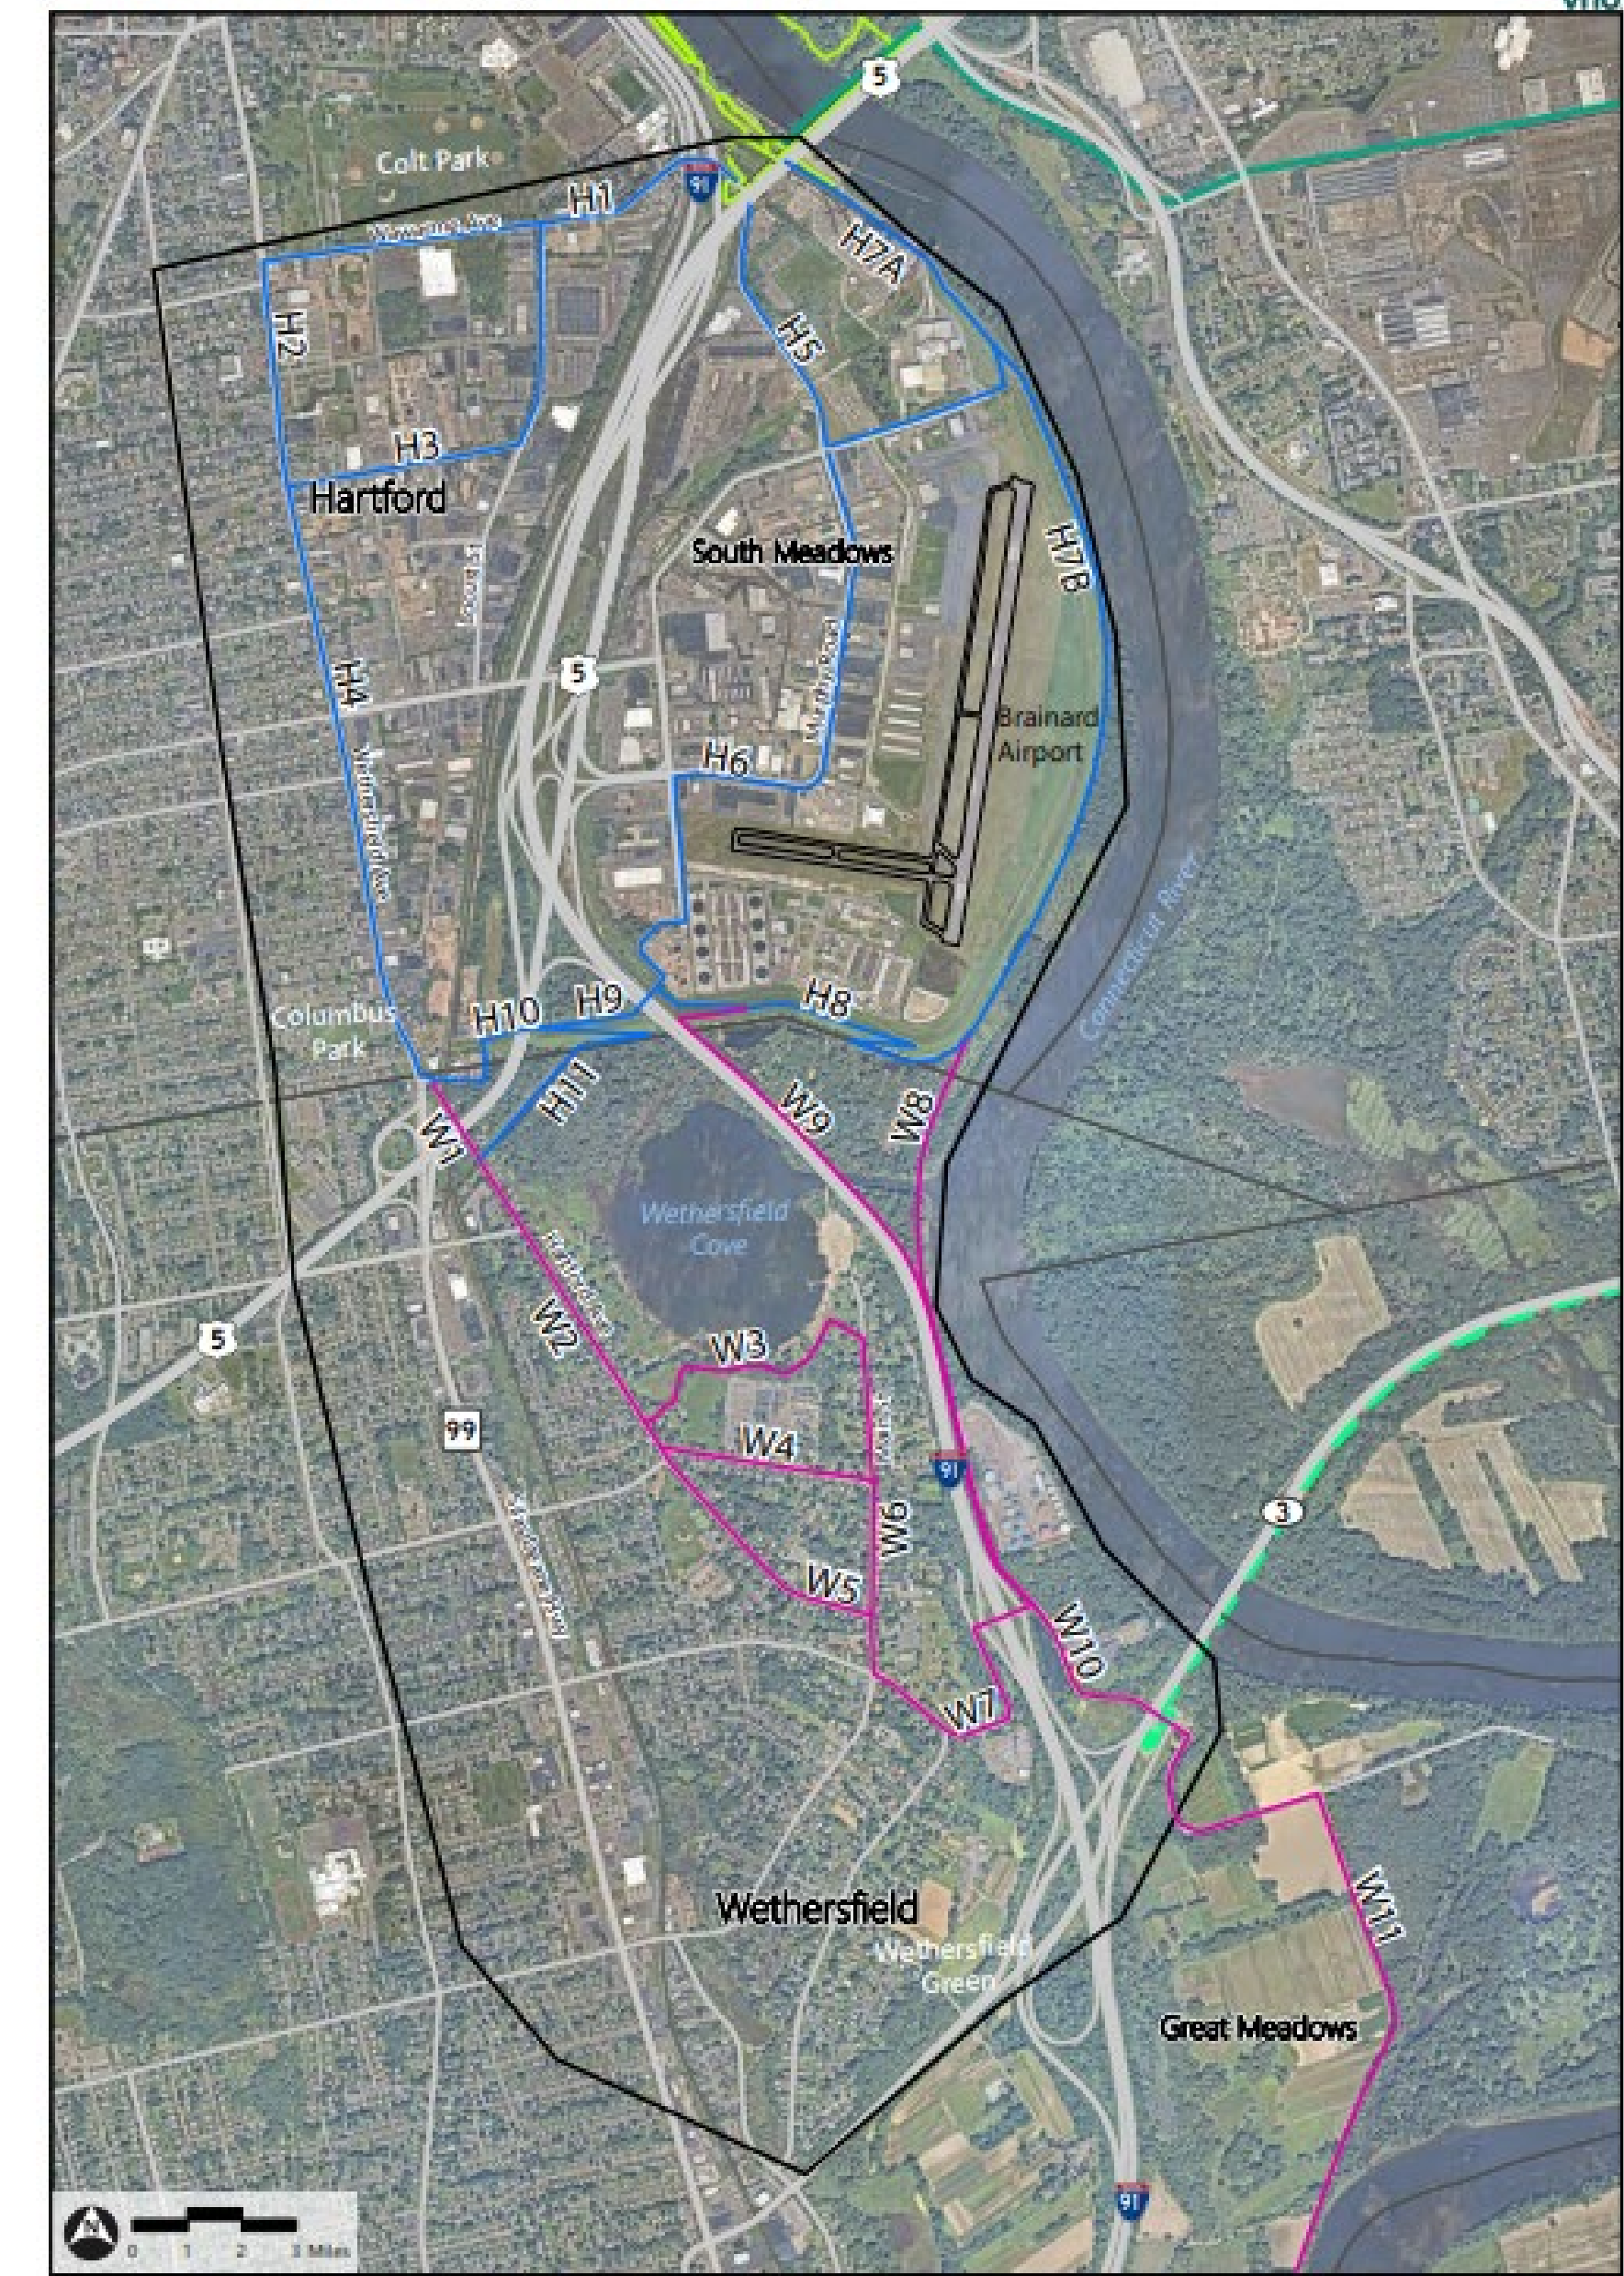 5
Colt Park
91
H1
H7A
H2
H5
H3
Hartford
South Meadows
H7B
H4
5
Brainard
Airport
H6
Connecticut River
Columbus
Park
H10
H9
H8
H11
W9
W8
W1
Wethersfield
Cove
W2
W3
5
99
W4
91
3
W6
W5
W10
W7
W11
Wethersfield
Wethersfield
Green
Great Meadows
91
N
0 1 2 3 Miles